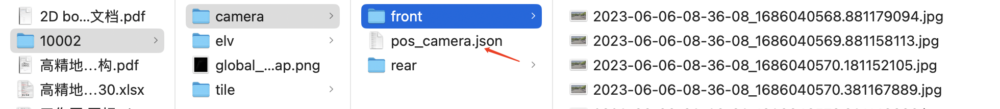 2D bo...文档.pdf
10002
高精地...构.pdf
高精地...30.xlsx
camera
elv
global_...ap.png
tile
front
pos_camera.json
rear
2023-06-06-08-36-08_1686040568.881179094.jpg
2023-06-06-08-36-08_1686040569.881158113.jpg
2023-06-06-08-36-08_1686040570.181152105.jpg
2023-06-06-08-36-08_1686040570.381167889.jpg